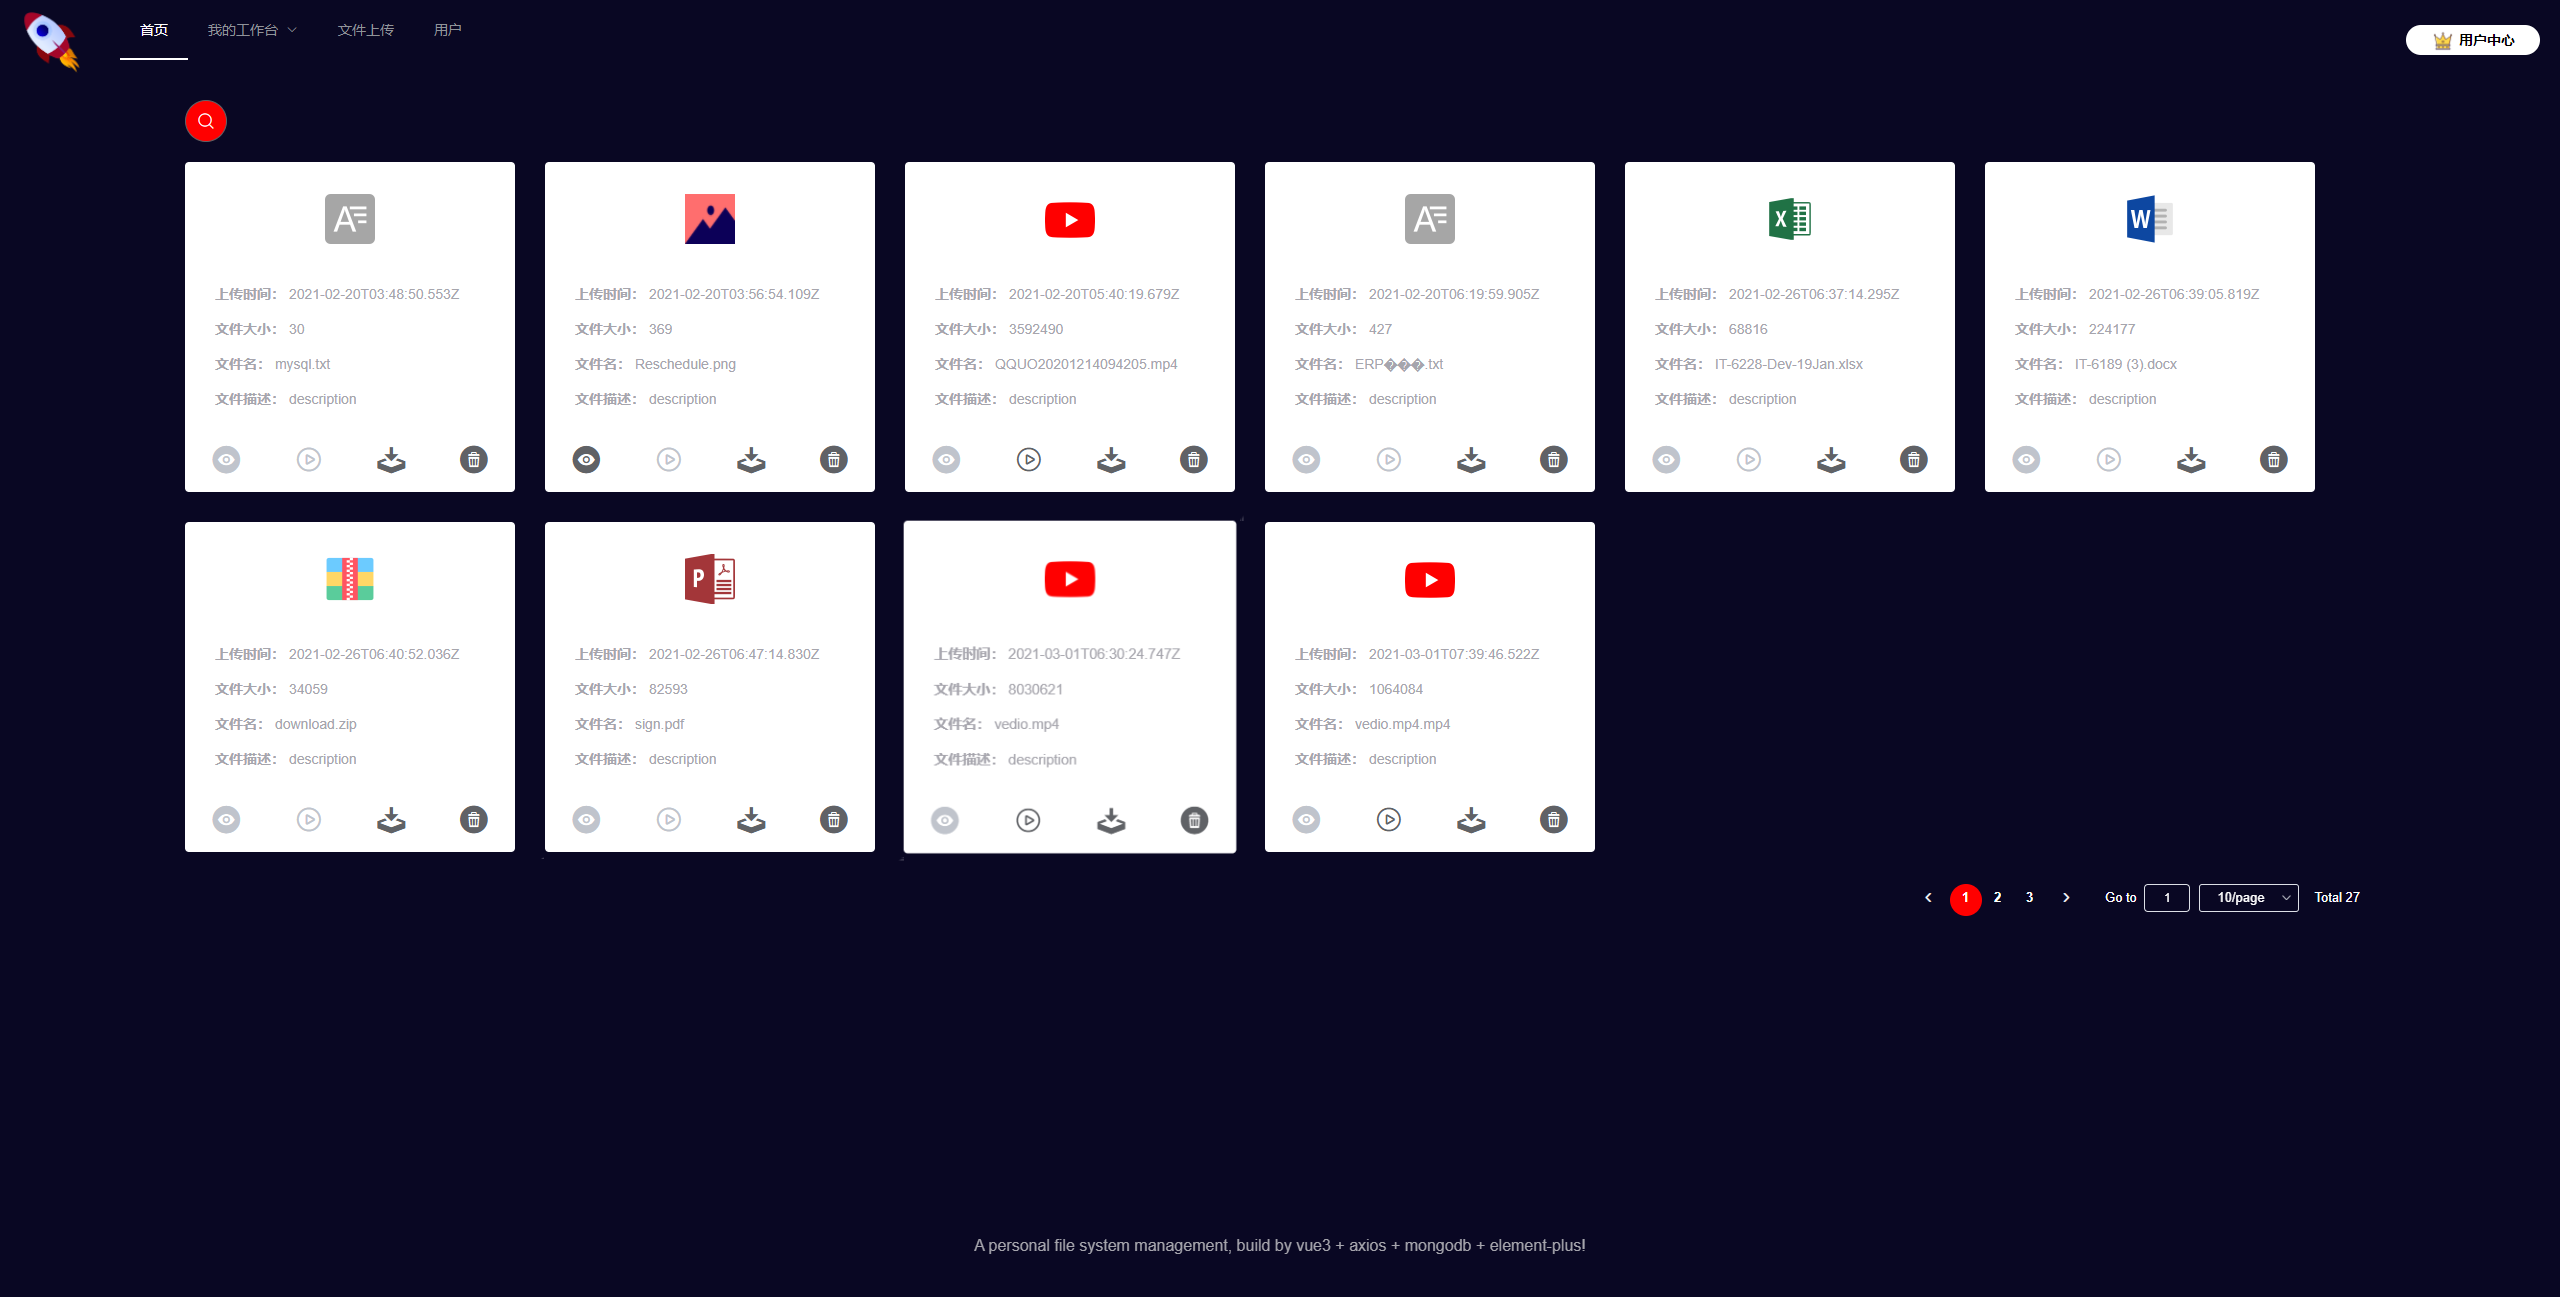 首页 我的工作台 文件上传 用户 用户中心
上传时间： 2021-02-20T03:48:50.553Z
文件大小： 30
文件名： mysql.txt
文件描述： description
上传时间： 2021-02-20T03:56:54.109Z
文件大小： 369
文件名： Reschedule.png
文件描述： description
上传时间： 2021-02-20T05:40:19.679Z
文件大小： 3592490
文件名： QQUO20201214094205.mp4
文件描述： description
上传时间： 2021-02-20T06:19:59.905Z
文件大小： 427
文件名： ERP���.txt
文件描述： description
上传时间： 2021-02-26T06:37:14.295Z
文件大小： 68816
文件名： IT-6228-Dev-19Jan.xlsx
文件描述： description
上传时间： 2021-02-26T06:39:05.819Z
文件大小： 224177
文件名： IT-6189 (3).docx
文件描述： description
上传时间： 2021-02-26T06:40:52.036Z
文件大小： 34059
文件名： download.zip
文件描述： description
上传时间： 2021-02-26T06:47:14.830Z
文件大小： 82593
文件名： sign.pdf
文件描述： description
上传时间： 2021-03-01T06:30:24.747Z
文件大小： 8030621
文件名： vedio.mp4
文件描述： description
上传时间： 2021-03-01T07:39:46.522Z
文件大小： 1064084
文件名： vedio.mp4.mp4
文件描述： description
1 2 3 Go to 1 10/page Total 27
A personal file system management, build by vue3 + axios + mongodb + element-plus!